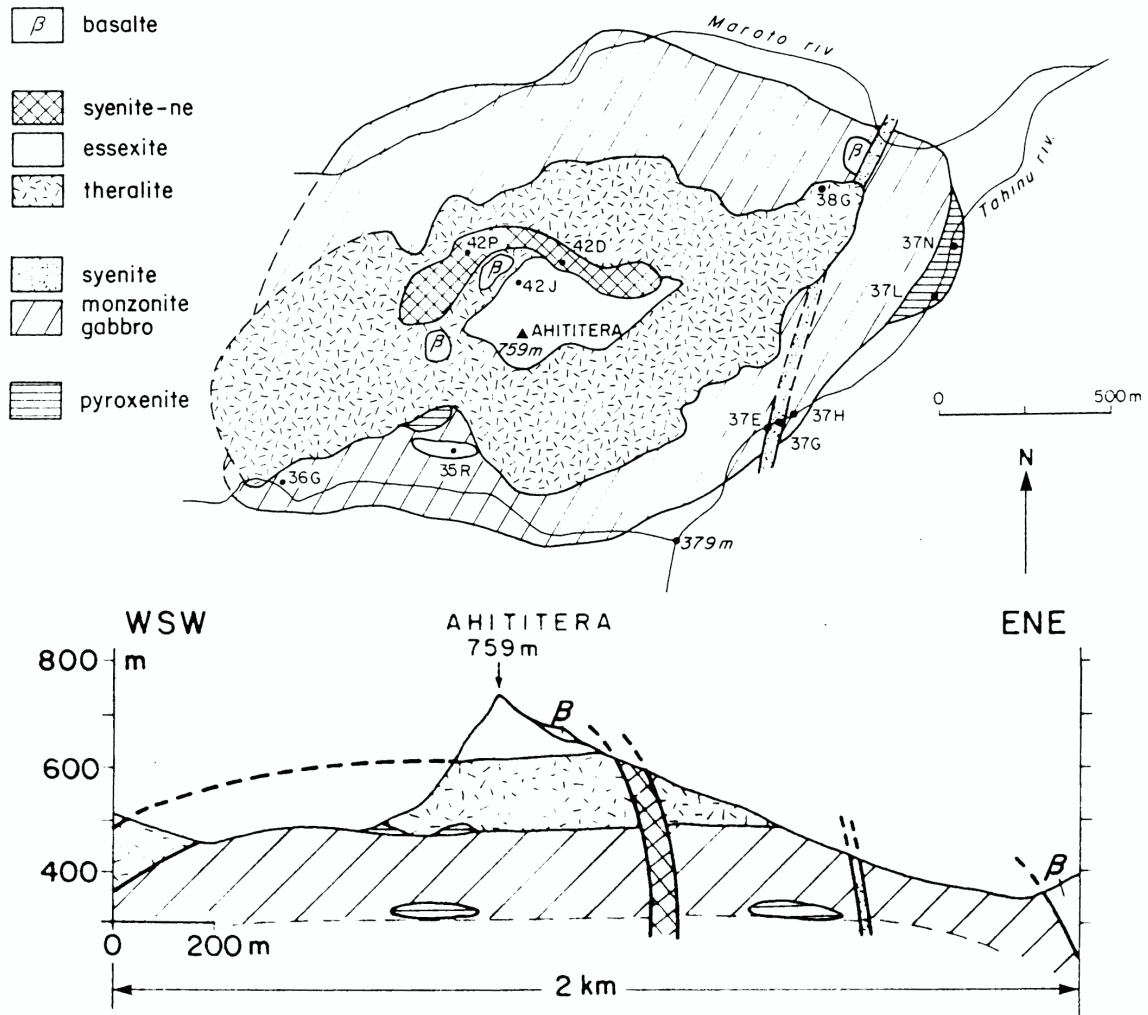 β basalte
syenite-ne
essexite
theralite
syenite
monzonite
gabbro
pyroxenite
Maroto riv
Tahinu riv.
β
38G
37N
37L
42P
42D
β
42J
AHITITERA
759m
β
37E
37H
37G
35R
36G
379m
0 500m
N
WSW
AHITITERA
759m
ENE
800 m
600
400
β
β
0 200m
2 km